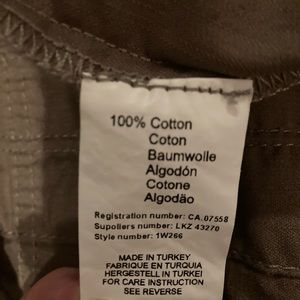 100% Cotton
Coton
Baumwolle
Algodón
Cotone
Algodão
Registration number: CA.07558
Supoliers number: LKZ 43270
Style number: 1W266
MADE IN TURKEY
FABRIQUE EN TURQUIA
HERGESTELL IN TURKEI
FOR CARE INSTRUCTION
SEE REVERSE